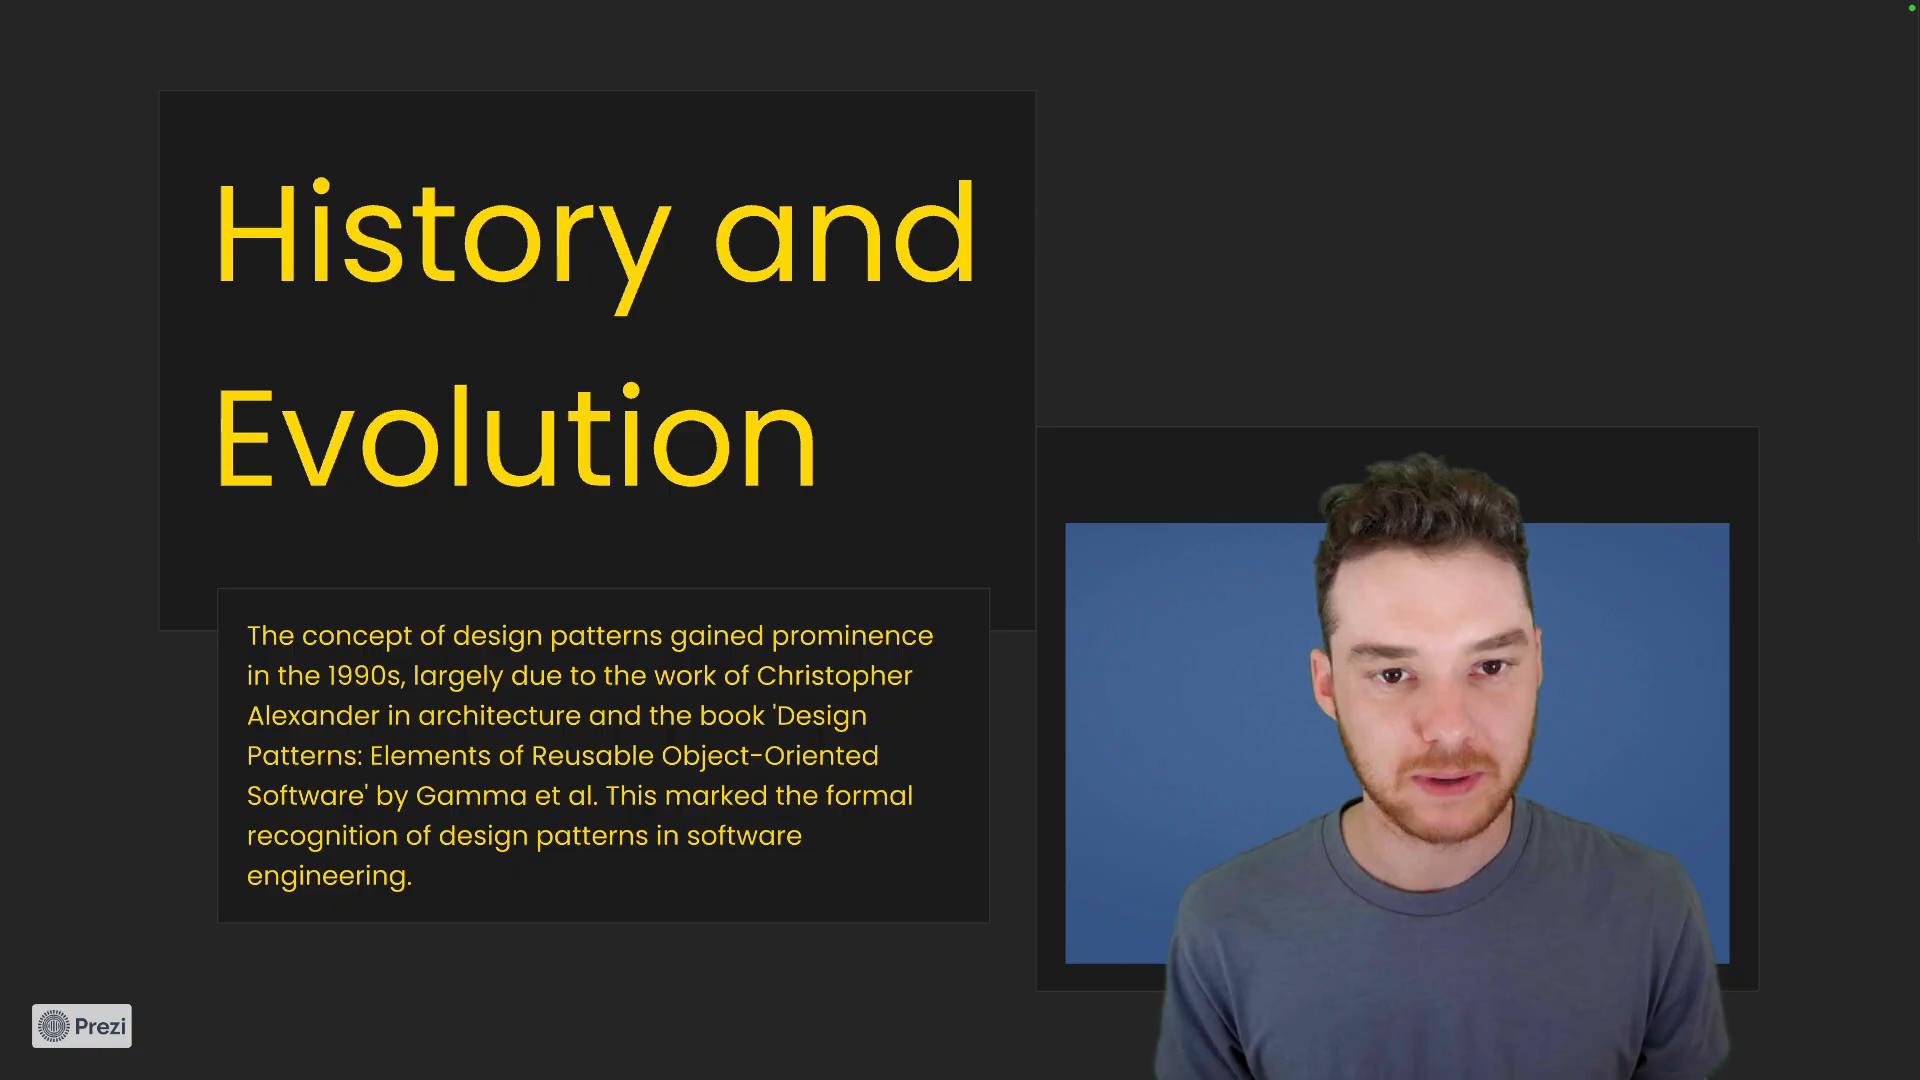 History and
Evolution
The concept of design patterns gained prominence
in the 1990s, largely due to the work of Christopher
Alexander in architecture and the book 'Design
Patterns: Elements of Reusable Object-Oriented
Software' by Gamma et al. This marked the formal
recognition of design patterns in software
engineering.
Prezi